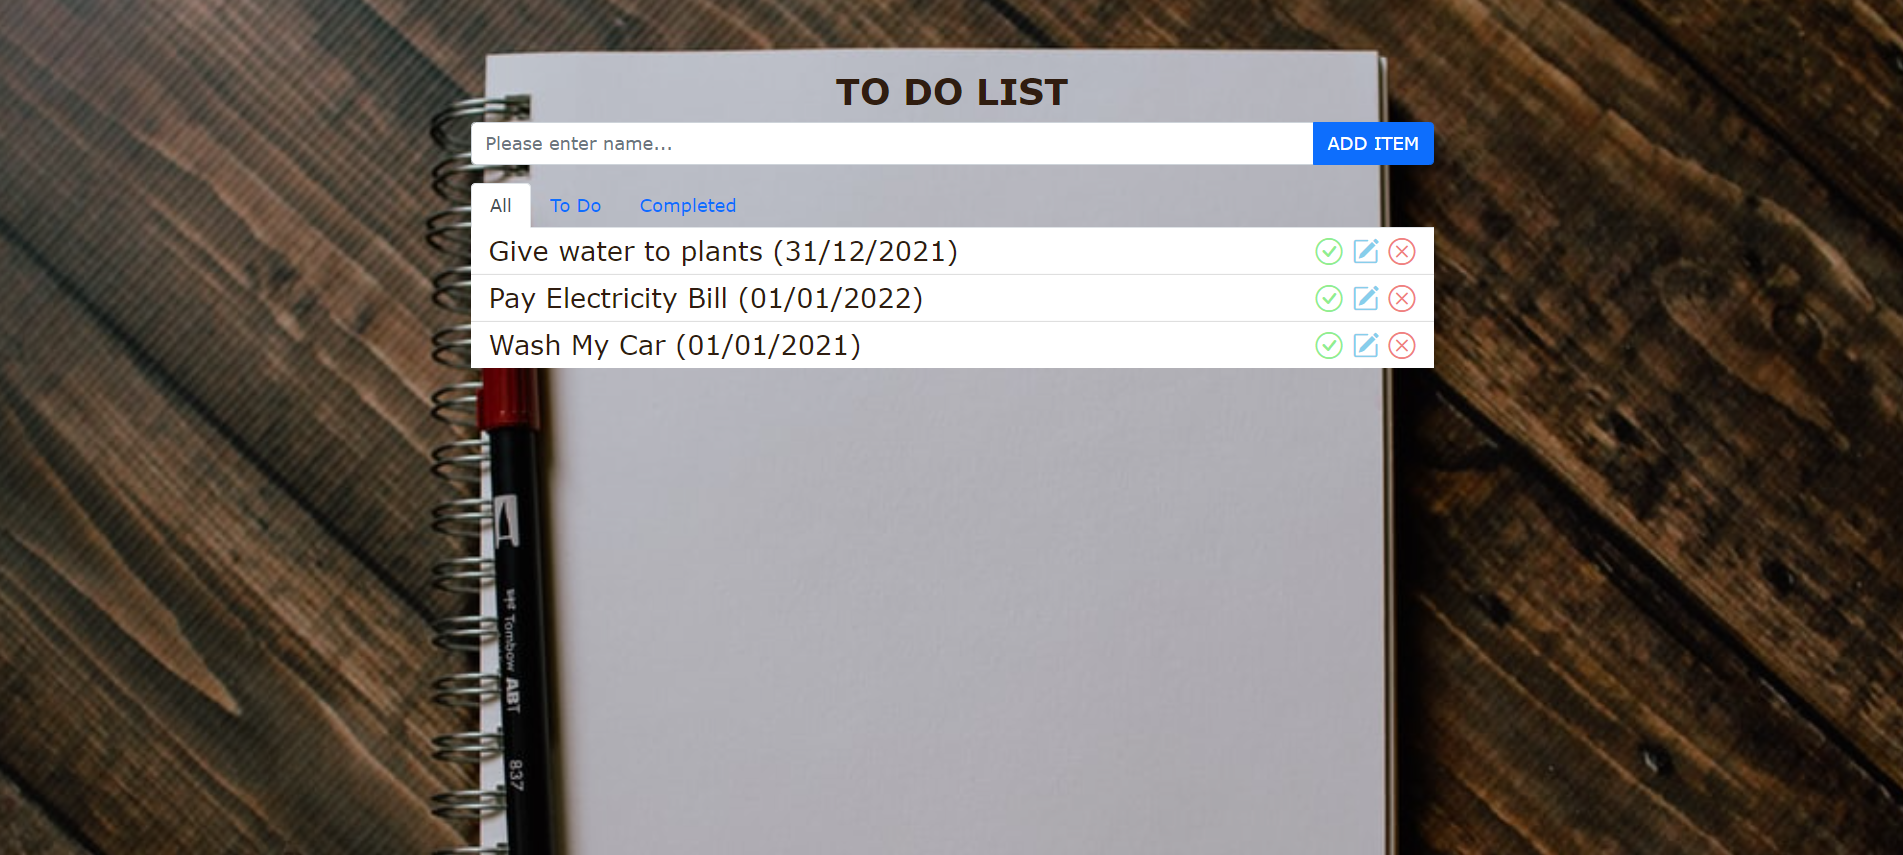 TO DO LIST
Please enter name...
ADD ITEM
All
To Do
Completed
Give water to plants (31/12/2021)
Pay Electricity Bill (01/01/2022)
Wash My Car (01/01/2021)
Tombow ABT
837